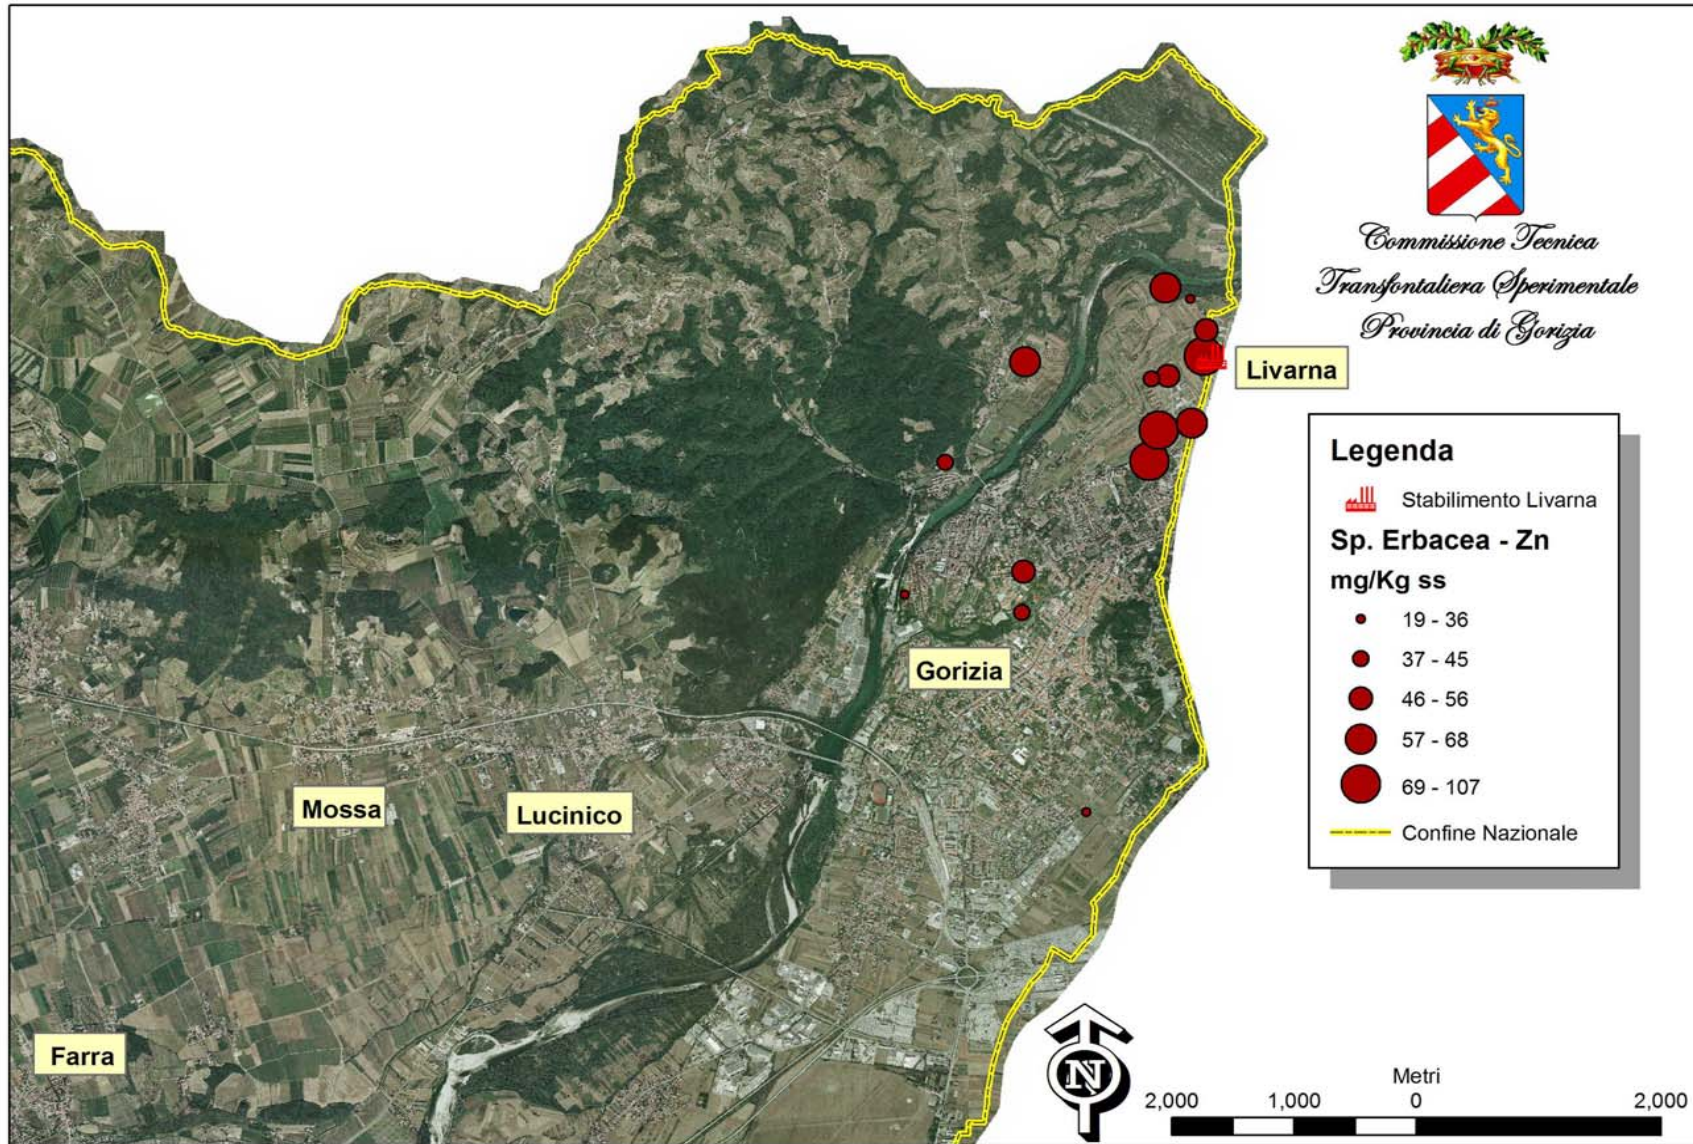 Commissione Tecnica
Transfontaliera Sperimentale
Provincia di Gorizia
Livarna
Legenda
Stabilimento Livarna
Sp. Erbacea - Zn
mg/Kg ss
19 - 36
37 - 45
46 - 56
57 - 68
69 - 107
Confine Nazionale
Gorizia
Mossa
Lucinico
Farra
N
Metri
2,000 1,000 0 2,000